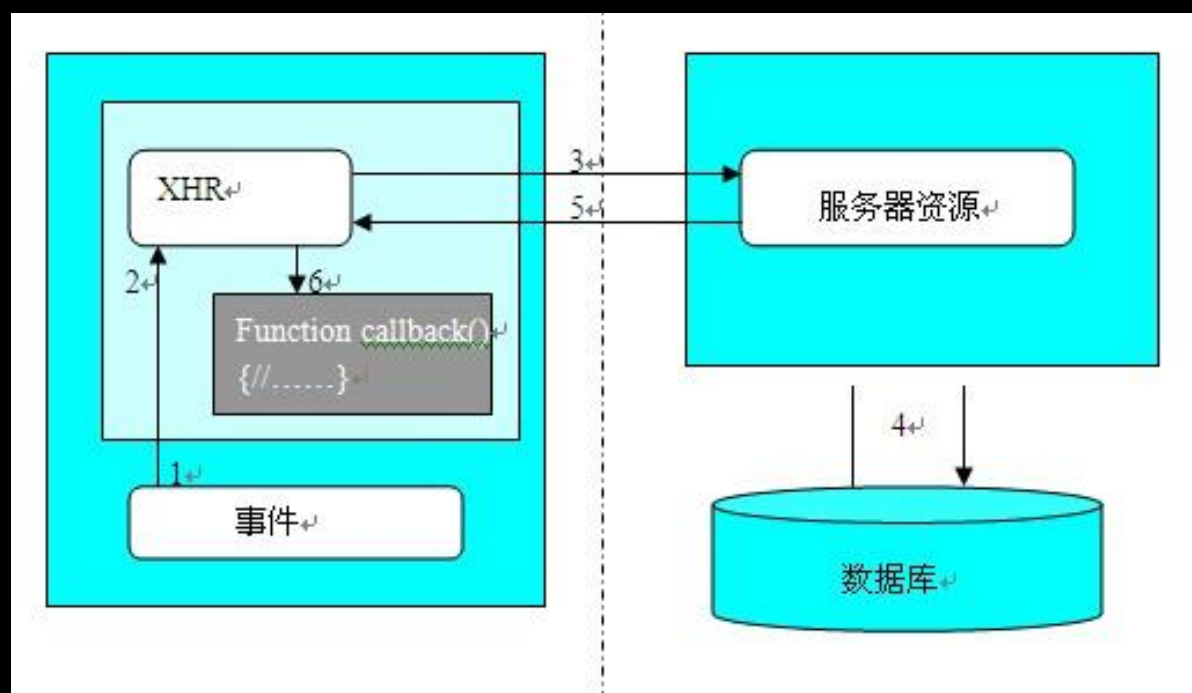 XHR
3
服务器资源
5
2
6
Function callback()
{//......}
4
1
事件
数据库